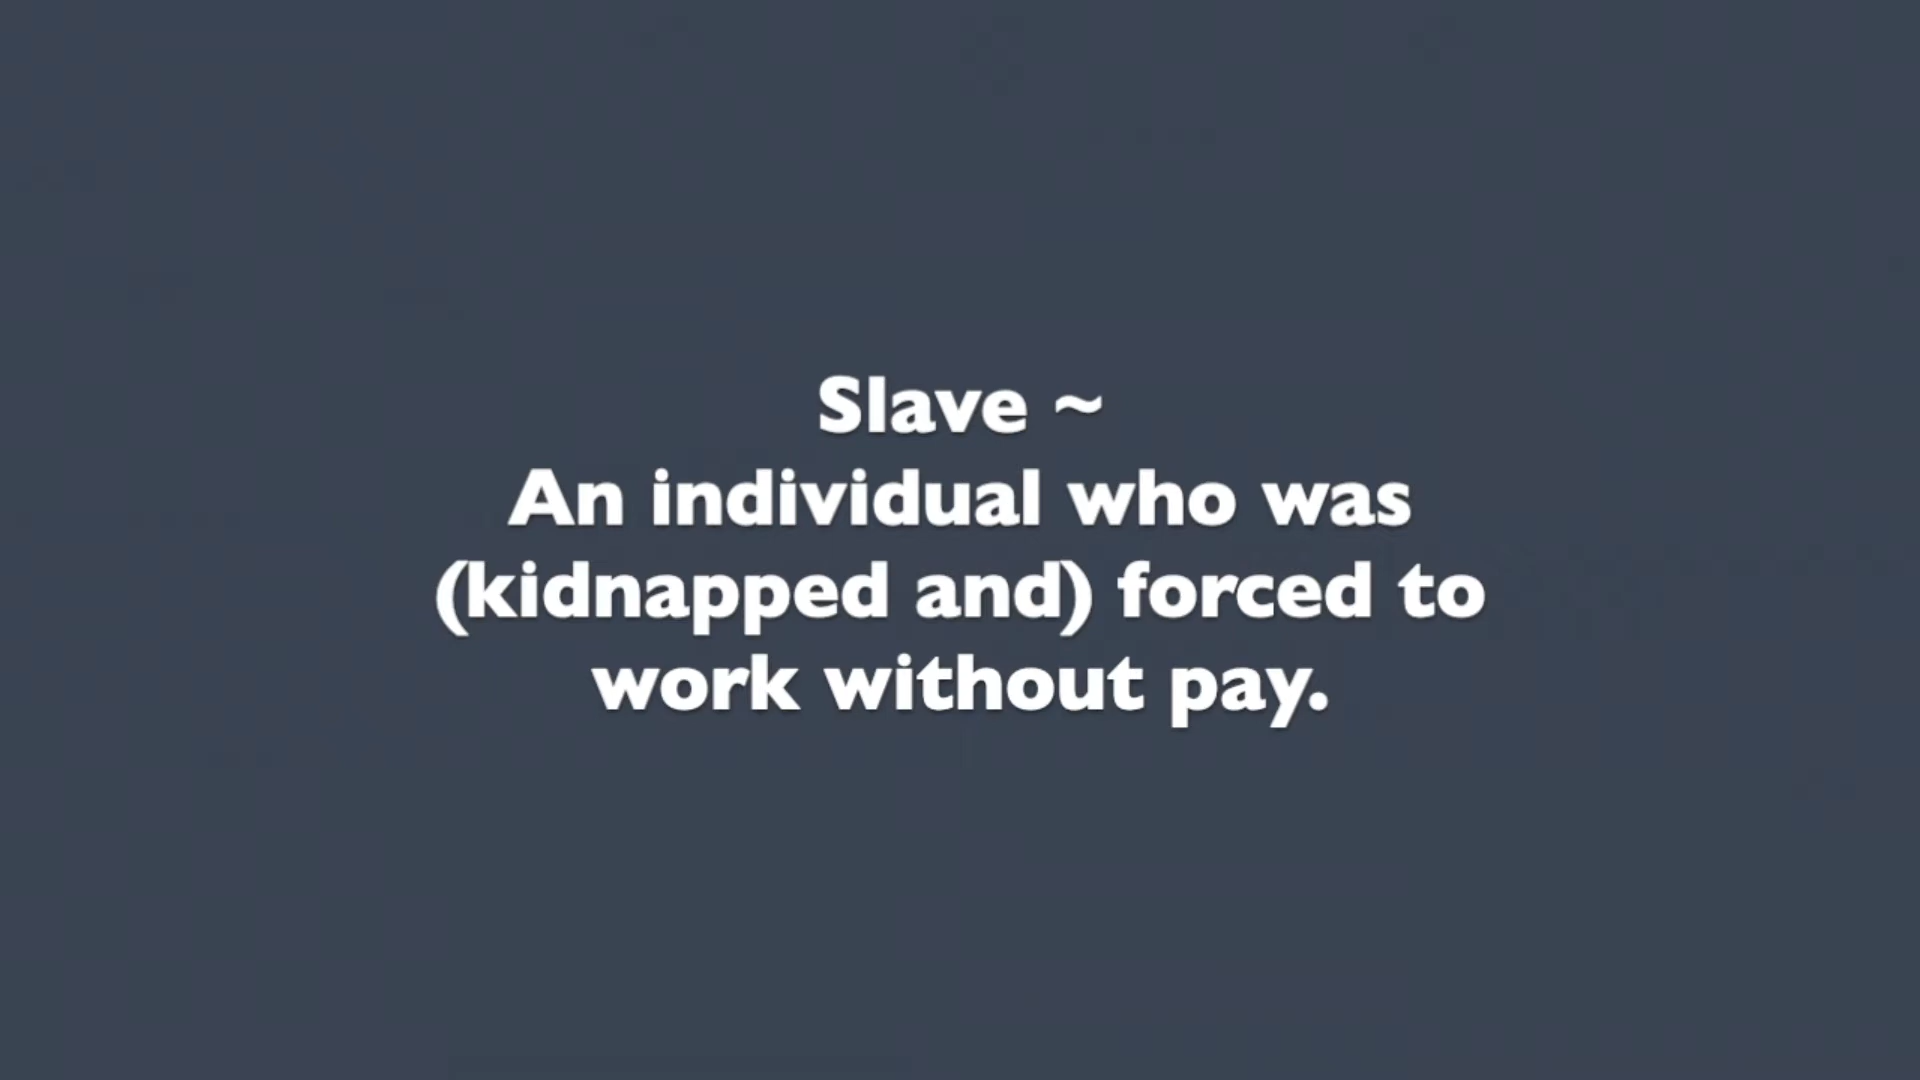 Slave ~
An individual who was
(kidnapped and) forced to
work without pay.